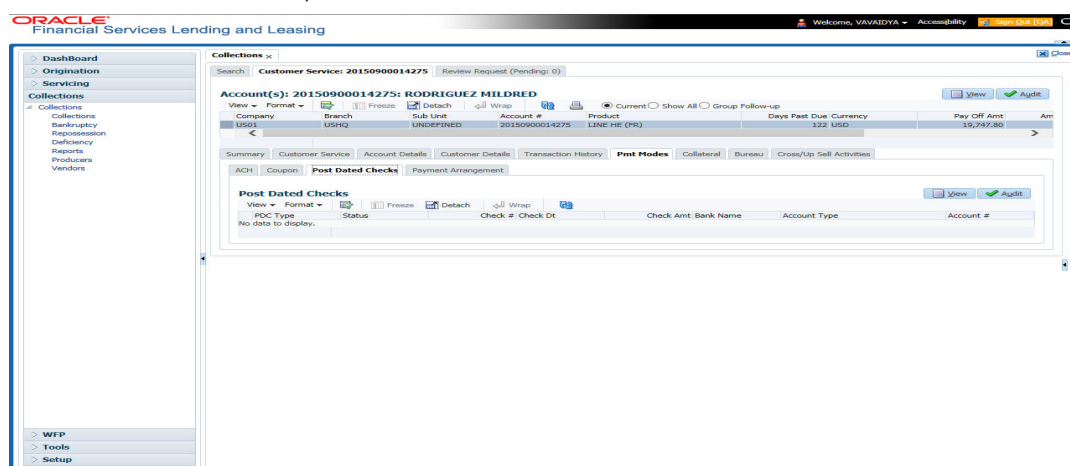 ORACLE
Financial Services Lending and Leasing
Welcome, VAVAIDYA Accessibility Sign Out [QA]
DashBoard
Origination
Servicing
Collections
Collections
Collections
Bankruptcy
Repossession
Deficiency
Reports
Producers
Vendors
WFP
Tools
Setup
Collections x Close
Search Customer Service: 20150900014275 Review Request (Pending: 0)
Account(s): 20150900014275: RODRIGUEZ MILDRED View Audit
View Format Freeze Detach Wrap Current Show All Group Follow-up
Company Branch Sub Unit Account # Product Days Past Due Currency Pay Off Amt Am
US01 USHQ UNDEFINED 20150900014275 LINE HE (FR) 122 USD 19,747.80
Summary Customer Service Account Details Customer Details Transaction History Pmt Modes Collateral Bureau Cross/Up Sell Activities
ACH Coupon Post Dated Checks Payment Arrangement
Post Dated Checks View Audit
View Format Freeze Detach Wrap
PDC Type Status Check # Check Dt Check Amt Bank Name Account Type Account #
No data to display.